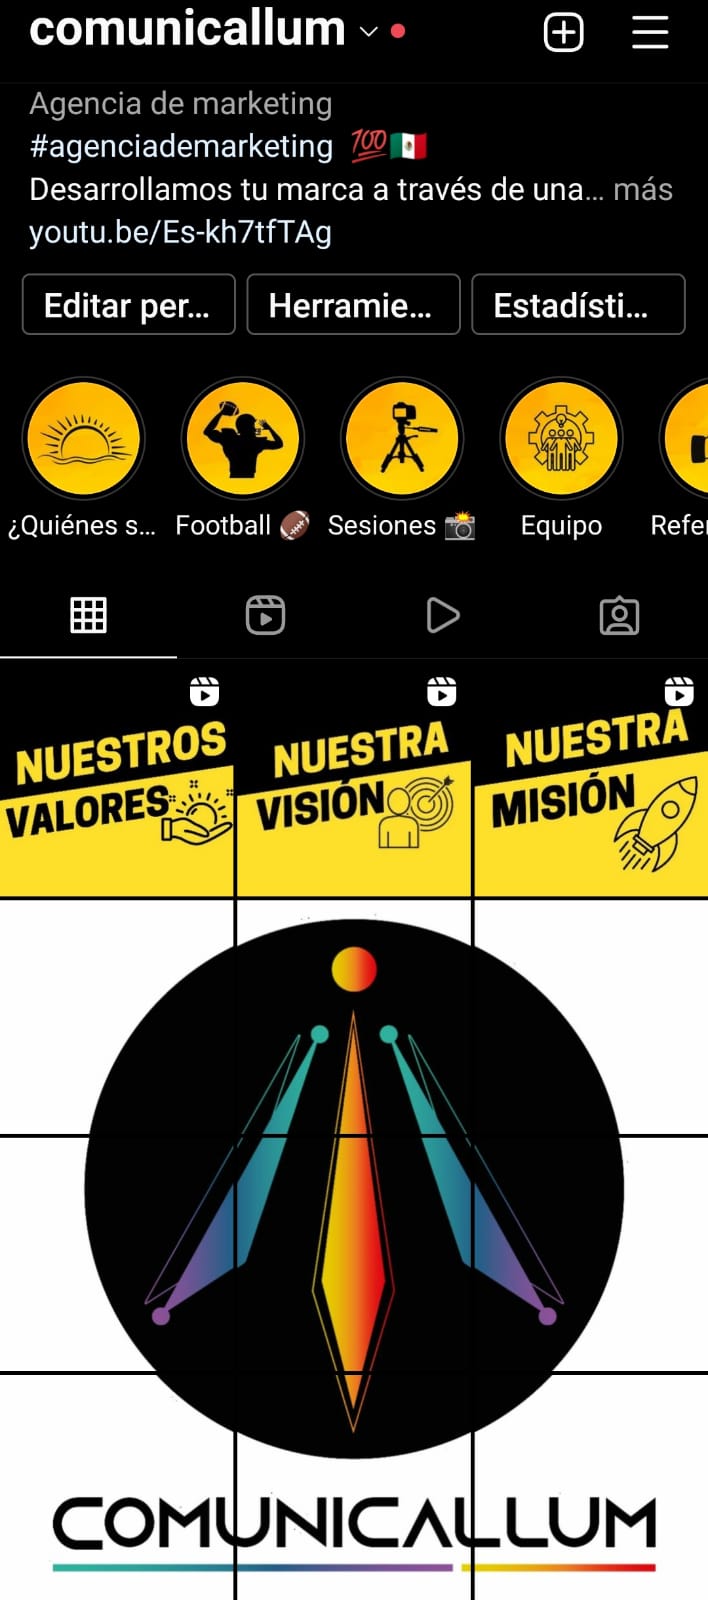 comunicallum
Agencia de marketing
#agenciademarketing 💯🇲🇽
Desarrollamos tu marca a través de una... más
youtu.be/Es-kh7tfTAg
Editar per...
Herramie...
Estadísti...
¿Quiénes s...
Football 🏈
Sesiones 📸
Equipo
Refer
NUESTROS
VALORES
NUESTRA
VISIÓN
NUESTRA
MISIÓN
COMUNICALLUM